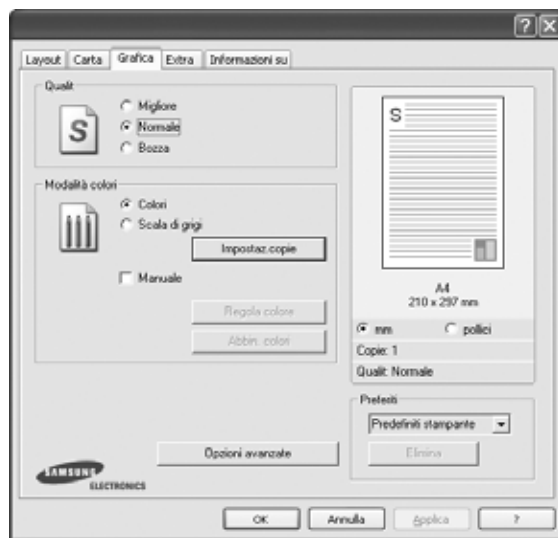 ?
Layout Carta Grafica Extra Informazioni su
Qualit
Migliore
S
Normale
Bozza
Modalità colori
Colori
Scala di grigi
Impostaz.copie
Manuale
Regola colore
Abbin. colori
Opzioni avanzate
SAMSUNG
ELECTRONICS
S
A4
210 x 297 mm
mm pollici
Copie: 1
Qualit: Normale
Preferiti
Predefiniti stampante
Elimina
OK Annulla Applica ?